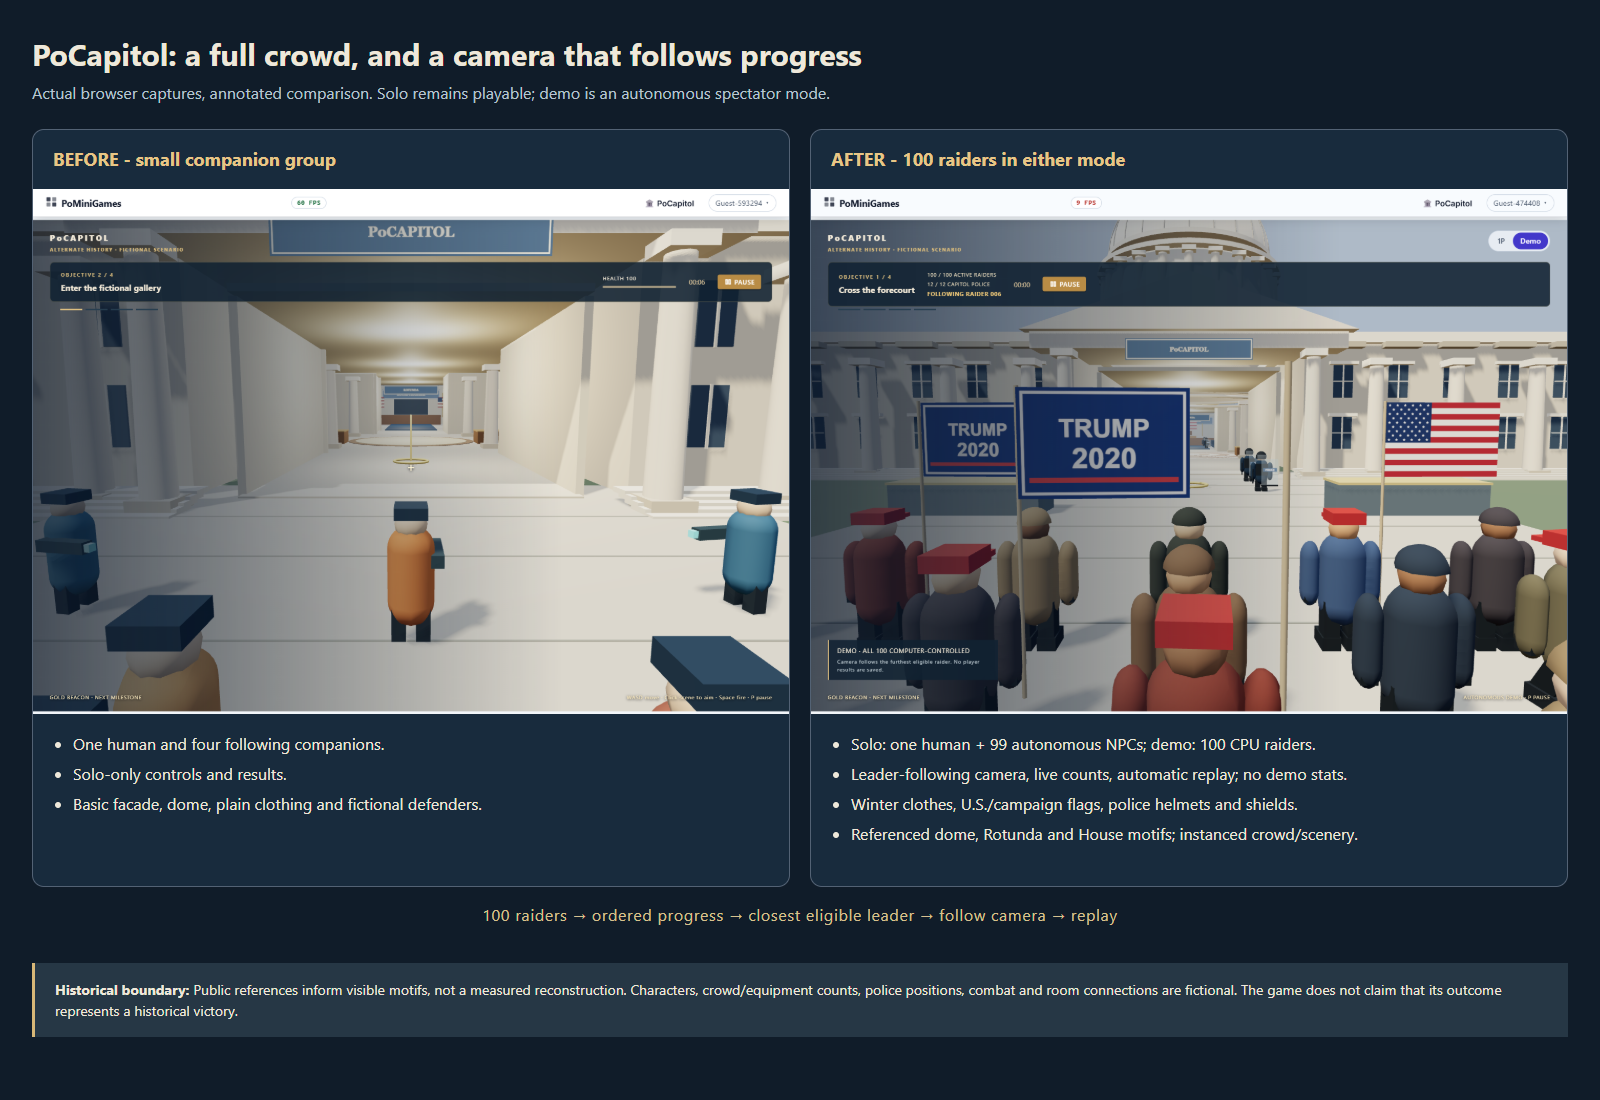 PoCapitol: a full crowd, and a camera that follows progress
Actual browser captures, annotated comparison. Solo remains playable; demo is an autonomous spectator mode.
BEFORE - small companion group
PoMiniGames
60 FPS
PoCapitol
Guest-593294
PoCAPITOL
PoCAPITOL
ALTERNATE HISTORY · FICTIONAL SCENARIO
OBJECTIVE 2 / 4
Enter the fictional gallery
HEALTH 100
00:06
PAUSE
GOLD BEACON · NEXT MILESTONE
to aim · Space fire · P pause
One human and four following companions.
Solo-only controls and results.
Basic facade, dome, plain clothing and fictional defenders.
AFTER - 100 raiders in either mode
PoMiniGames
9 FPS
PoCapitol
Guest-474408
PoCAPITOL
ALTERNATE HISTORY · FICTIONAL SCENARIO
1P
Demo
OBJECTIVE 1 / 4
Cross the forecourt
100 / 100 ACTIVE RAIDERS
12 / 12 CAPITOL POLICE
FOLLOWING RAIDER 006
00:00
PAUSE
PoCAPITOL
TRUMP
2020
TRUMP
2020
DEMO · ALL 100 COMPUTER-CONTROLLED
Camera follows the furthest eligible raider. No player
results are saved.
GOLD BEACON · NEXT MILESTONE
P PAUSE
Solo: one human + 99 autonomous NPCs; demo: 100 CPU raiders.
Leader-following camera, live counts, automatic replay; no demo stats.
Winter clothes, U.S./campaign flags, police helmets and shields.
Referenced dome, Rotunda and House motifs; instanced crowd/scenery.
100 raiders → ordered progress → closest eligible leader → follow camera → replay
Historical boundary: Public references inform visible motifs, not a measured reconstruction. Characters, crowd/equipment counts, police positions, combat and room connections are fictional. The game does not claim that its outcome
represents a historical victory.